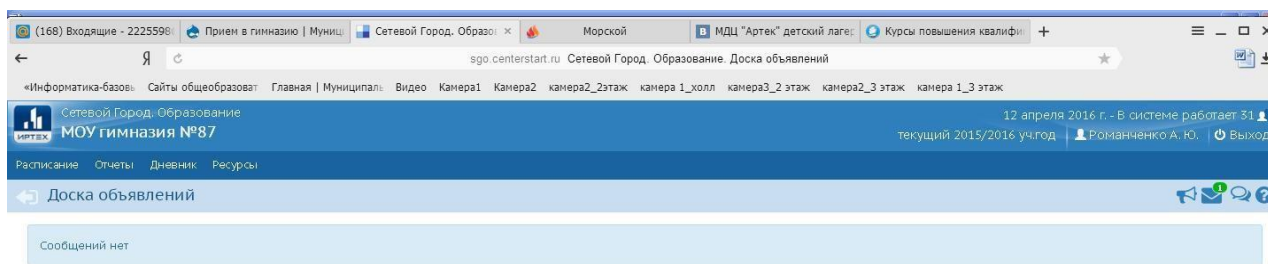 (168) Входящие - 2225598 Прием в гимназию | Муниц Сетевой Город. Образо × Морской В МДЦ "Артек" детский лагер Курсы повышения квалифи +
Я sgo.centerstart.ru Сетевой Город. Образование. Доска объявлений
«Информатика-базовь Сайты общеобразоват Главная | Муниципаль Видео Камера1 Камера2 камера2_2этаж камера 1_холл камера3_2 этаж камера2_3 этаж камера 1_3 этаж
Сетевой Город. Образование 12 апреля 2016 г. - В системе работает 31
ИРТЕХ МОУ гимназия №87 текущий 2015/2016 уч.год Романченко А. Ю. Выход
Расписание Отчеты Дневник Ресурсы
Доска объявлений 1
Сообщений нет